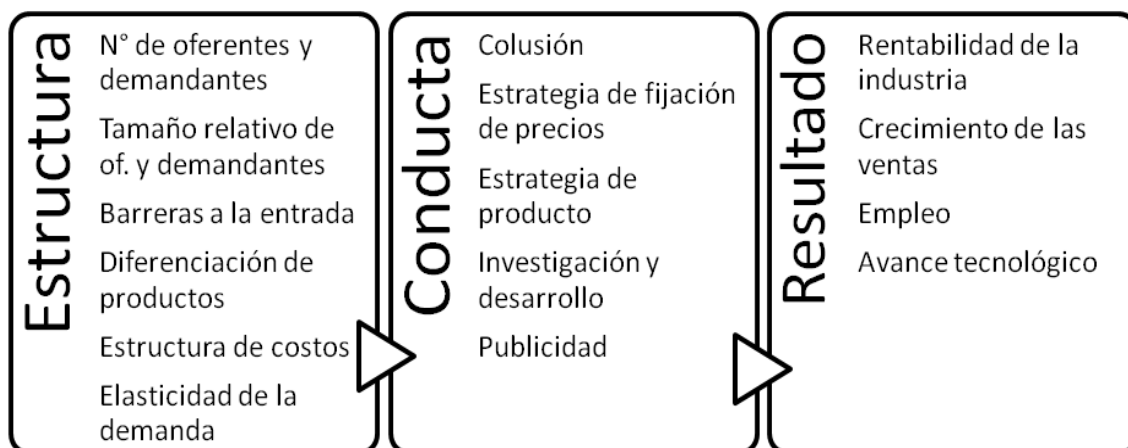 Estructura
N° de oferentes y
demandantes
Tamaño relativo de
of. y demandantes
Barreras a la entrada
Diferenciación de
productos
Estructura de costos
Elasticidad de la
demanda
Conducta
Colusión
Estrategia de fijación
de precios
Estrategia de
producto
Investigación y
desarrollo
Publicidad
Resultado
Rentabilidad de la
industria
Crecimiento de las
ventas
Empleo
Avance tecnológico